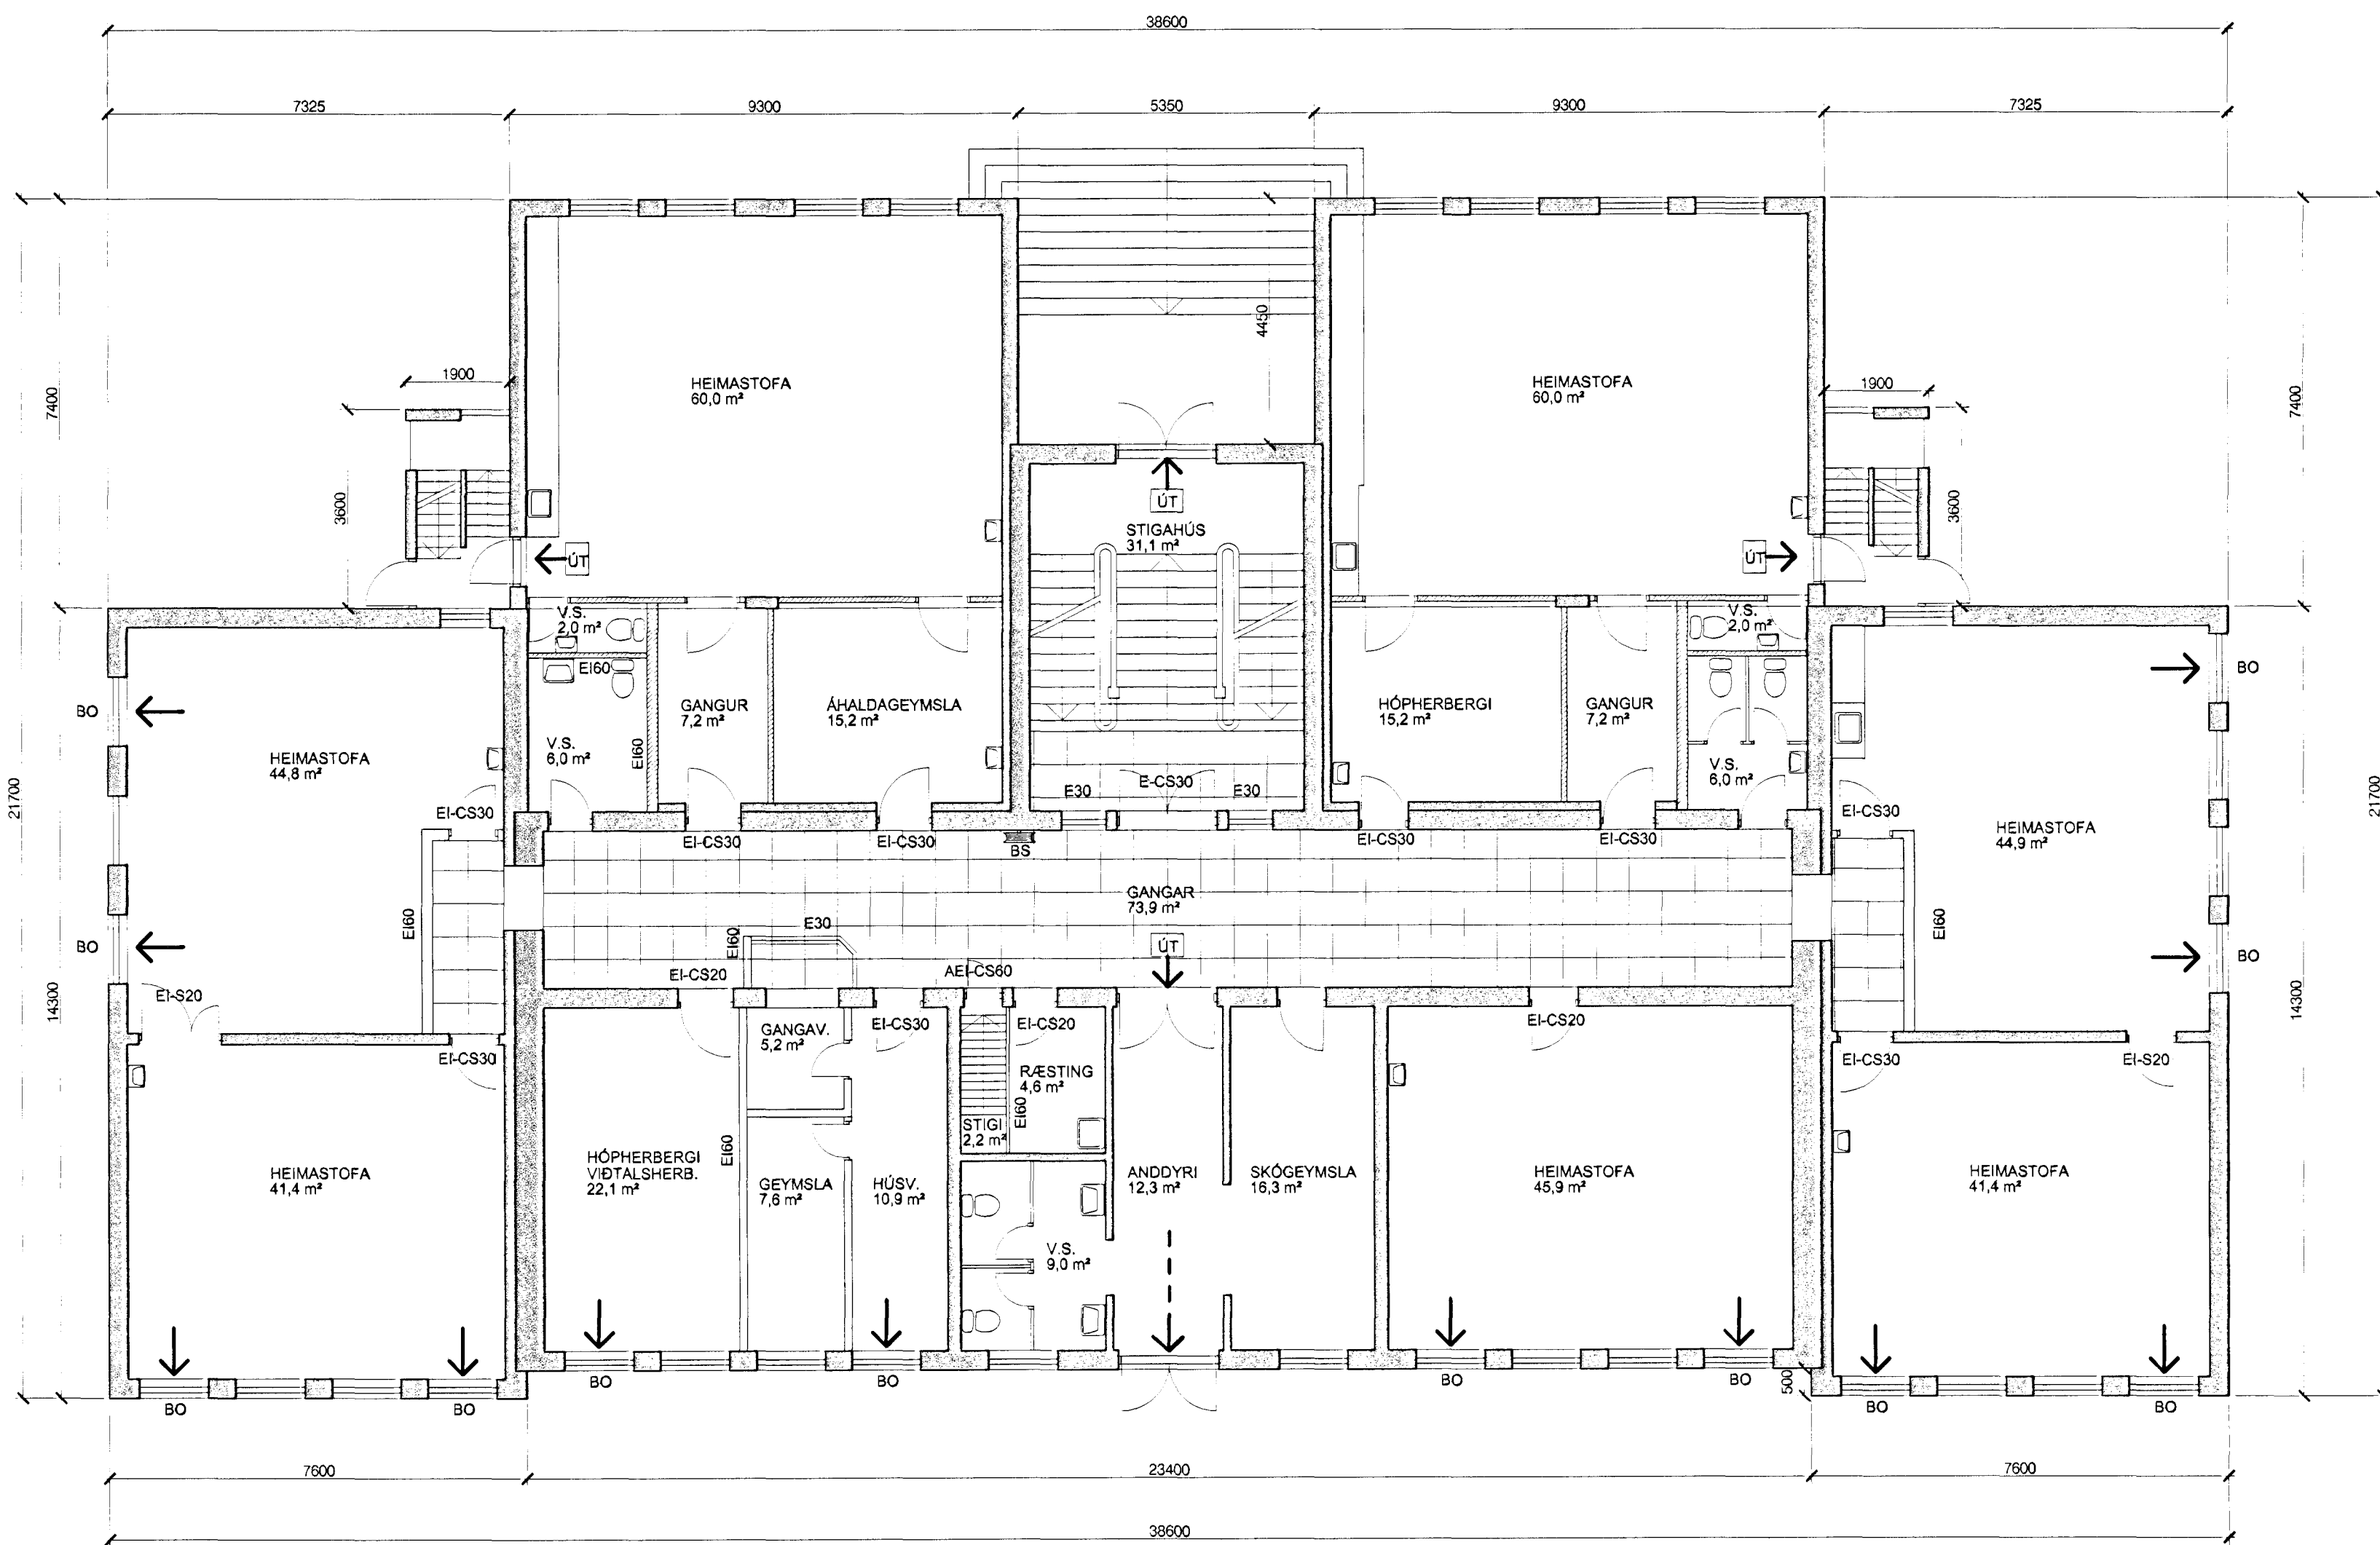 38600
7325
9300
5350
9300
7325
4450
7400
7400
1900
1900
3600
3600
HEIMASTOFA
60,0 m²
HEIMASTOFA
60,0 m²
ÚT
STIGAHÚS
31,1 m²
ÚT
ÚT
V.S.
2,0 m²
V.S.
2,0 m²
EI60
BO
HEIMASTOFA
44,8 m²
V.S.
6,0 m²
EI60
GANGUR
7,2 m²
ÁHALDAGEYMSLA
15,2 m²
HÓPHERBERGI
15,2 m²
GANGUR
7,2 m²
V.S.
6,0 m²
BO
21700
21700
EI-CS30
E30
E-CS30
E30
EI-CS30
HEIMASTOFA
44,9 m²
EI-CS30
EI-CS30
BS
EI-CS30
EI-CS30
GANGAR
73,9 m²
EI60
EI60
BO
EI60
E30
ÚT
BO
EI-CS20
AEI-CS60
14300
14300
EI-S20
EI-CS30
GANGAV.
5,2 m²
EI-CS30
EI-CS20
EI-CS20
EI-CS30
EI-S20
RÆSTING
4,6 m²
EI60
STIGI
2,2 m²
HEIMASTOFA
41,4 m²
HÓPHERBERGI
VIÐTALSHERB.
22,1 m²
EI60
GEYMSLA
7,6 m²
HÚSV.
10,9 m²
ANDDYRI
12,3 m²
SKÓGEYMSLA
16,3 m²
HEIMASTOFA
45,9 m²
HEIMASTOFA
41,4 m²
V.S.
9,0 m²
BO
BO
BO
BO
500
BO
BO
BO
BO
7600
23400
7600
38600